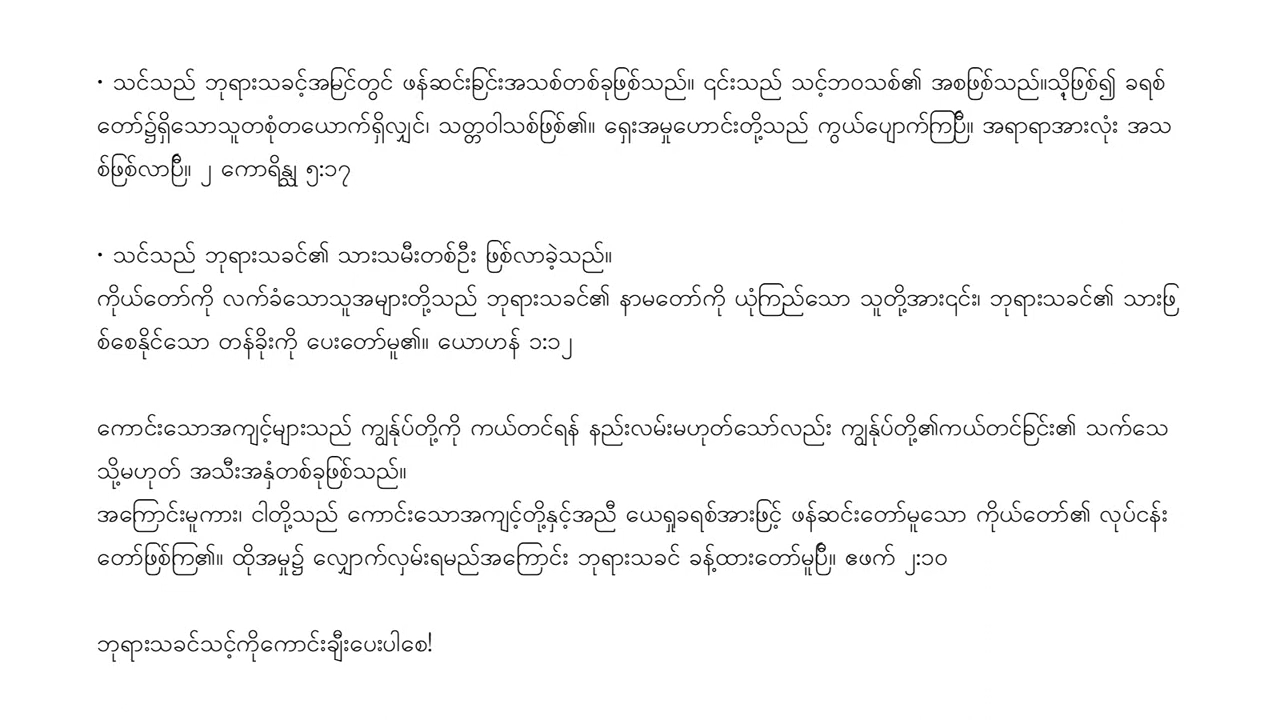 • သင်သည် ဘုရားသခင့်အမြင်တွင် ဖန်ဆင်းခြင်းအသစ်တစ်ခုဖြစ်သည်။ ၎င်းသည် သင့်ဘဝသစ်၏ အစဖြစ်သည်။သို့ဖြစ်၍ ခရစ်
တော်၌ရှိသောသူတစုံတယောက်ရှိလျှင်၊ သတ္တဝါသစ်ဖြစ်၏။ ရှေးအမှုဟောင်းတို့သည် ကွယ်ပျောက်ကြပြီ။ အရာရာအားလုံး အသ
စ်ဖြစ်လာပြီ။ ၂ ကောရိန္သု ၅:၁၇
• သင်သည် ဘုရားသခင်၏ သားသမီးတစ်ဦး ဖြစ်လာခဲ့သည်။
ကိုယ်တော်ကို လက်ခံသောသူအများတို့သည် ဘုရားသခင်၏ နာမတော်ကို ယုံကြည်သော သူတို့အား၎င်း၊ ဘုရားသခင်၏ သားဖြ
စ်စေနိုင်သော တန်ခိုးကို ပေးတော်မူ၏။ ယောဟန် ၁:၁၂
ကောင်းသောအကျင့်များသည် ကျွန်ုပ်တို့ကို ကယ်တင်ရန် နည်းလမ်းမဟုတ်သော်လည်း ကျွန်ုပ်တို့၏ကယ်တင်ခြင်း၏ သက်သေ
သို့မဟုတ် အသီးအနှံတစ်ခုဖြစ်သည်။
အကြောင်းမူကား၊ ငါတို့သည် ကောင်းသောအကျင့်တို့နှင့်အညီ ယေရှုခရစ်အားဖြင့် ဖန်ဆင်းတော်မူသော ကိုယ်တော်၏ လုပ်ငန်း
တော်ဖြစ်ကြ၏။ ထိုအမှု၌ လျှောက်လှမ်းရမည်အကြောင်း ဘုရားသခင် ခန့်ထားတော်မူပြီ။ ဧဖက် ၂:၁၀
ဘုရားသခင်သင့်ကိုကောင်းချီးပေးပါစေ!